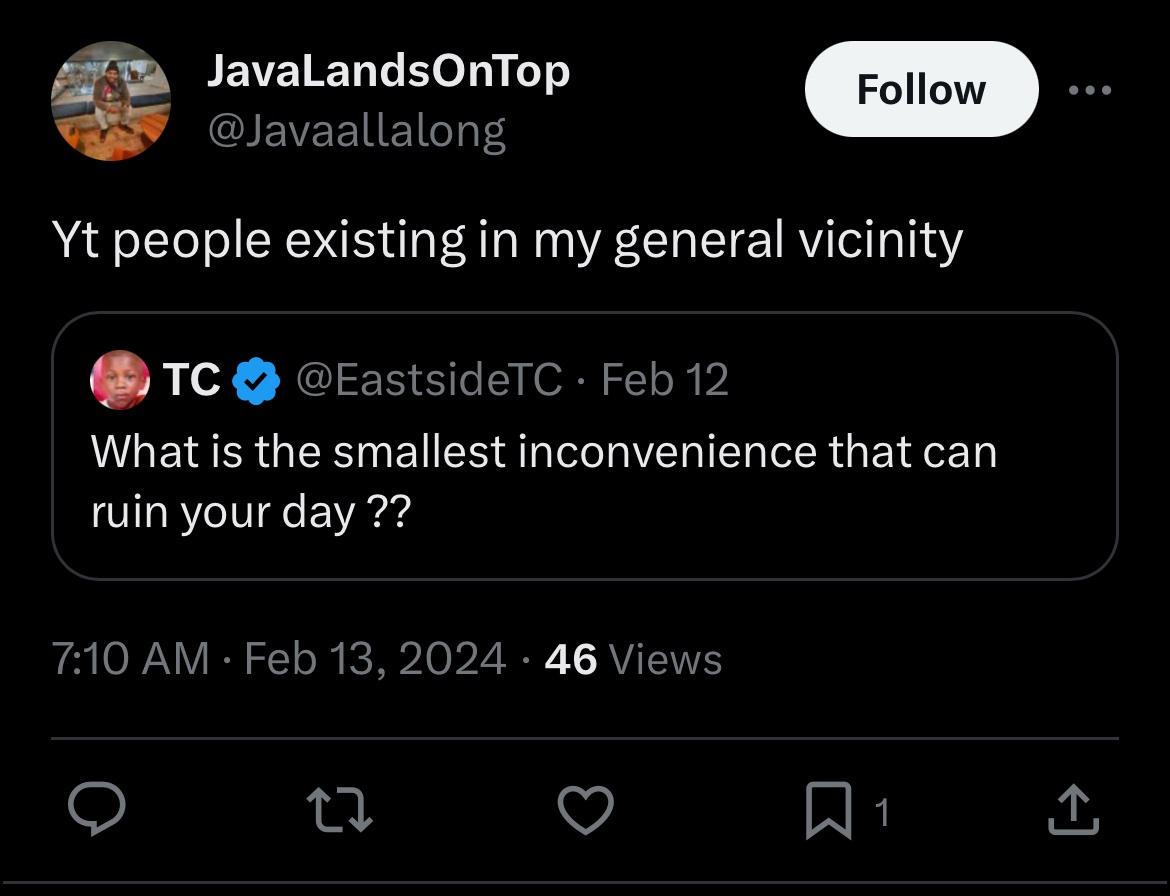 JavaLandsOnTop
@Javaallalong
Follow
Yt people existing in my general vicinity
TC @EastsideTC · Feb 12
What is the smallest inconvenience that can
ruin your day ??
7:10 AM · Feb 13, 2024 · 46 Views
1